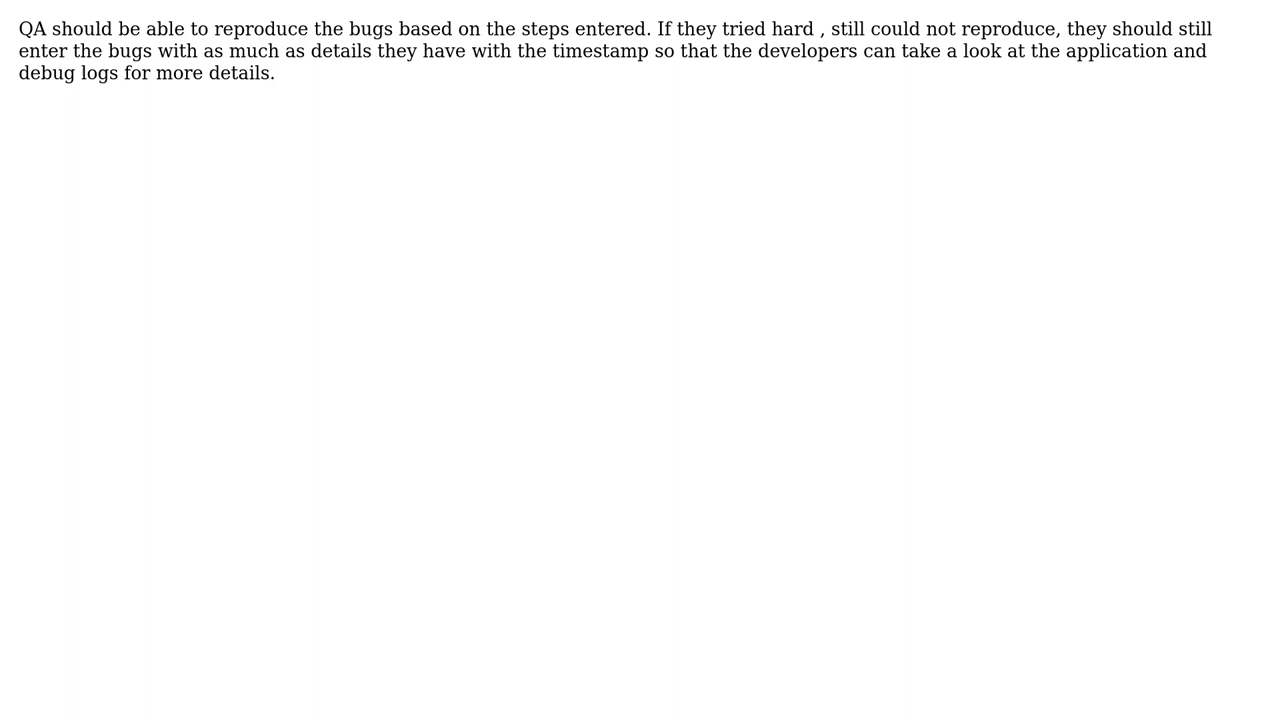 QA should be able to reproduce the bugs based on the steps entered. If they tried hard , still could not reproduce, they should still
enter the bugs with as much as details they have with the timestamp so that the developers can take a look at the application and
debug logs for more details.